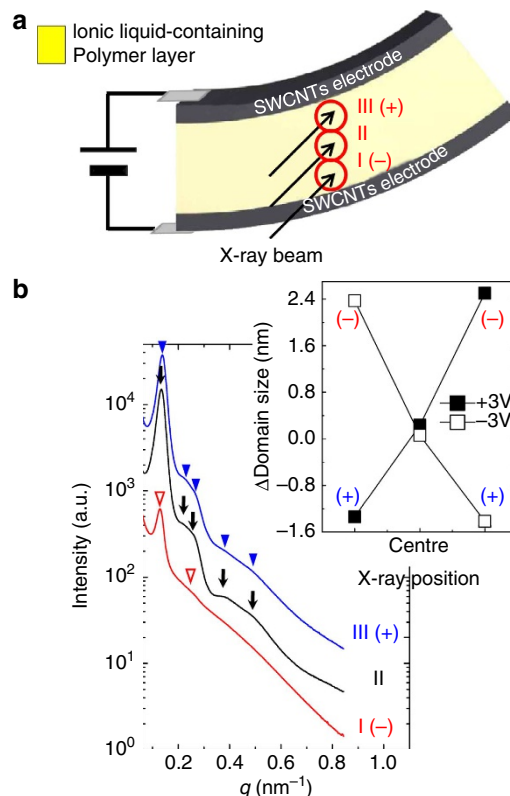 a
Ionic liquid-containing
Polymer layer
SWCNTs electrode
III (+)
II
I (−)
SWCNTs electrode
X-ray beam
b
2.4
1.6
0.8
0.0
−0.8
−1.6
ΔDomain size (nm)
(−)
(−)
+3V
−3V
(+)
(+)
Centre
X-ray position
10⁴
10³
10²
10¹
10⁰
Intensity (a.u.)
III (+)
II
I (−)
0.2
0.4
0.6
0.8
1.0
q (nm⁻¹)